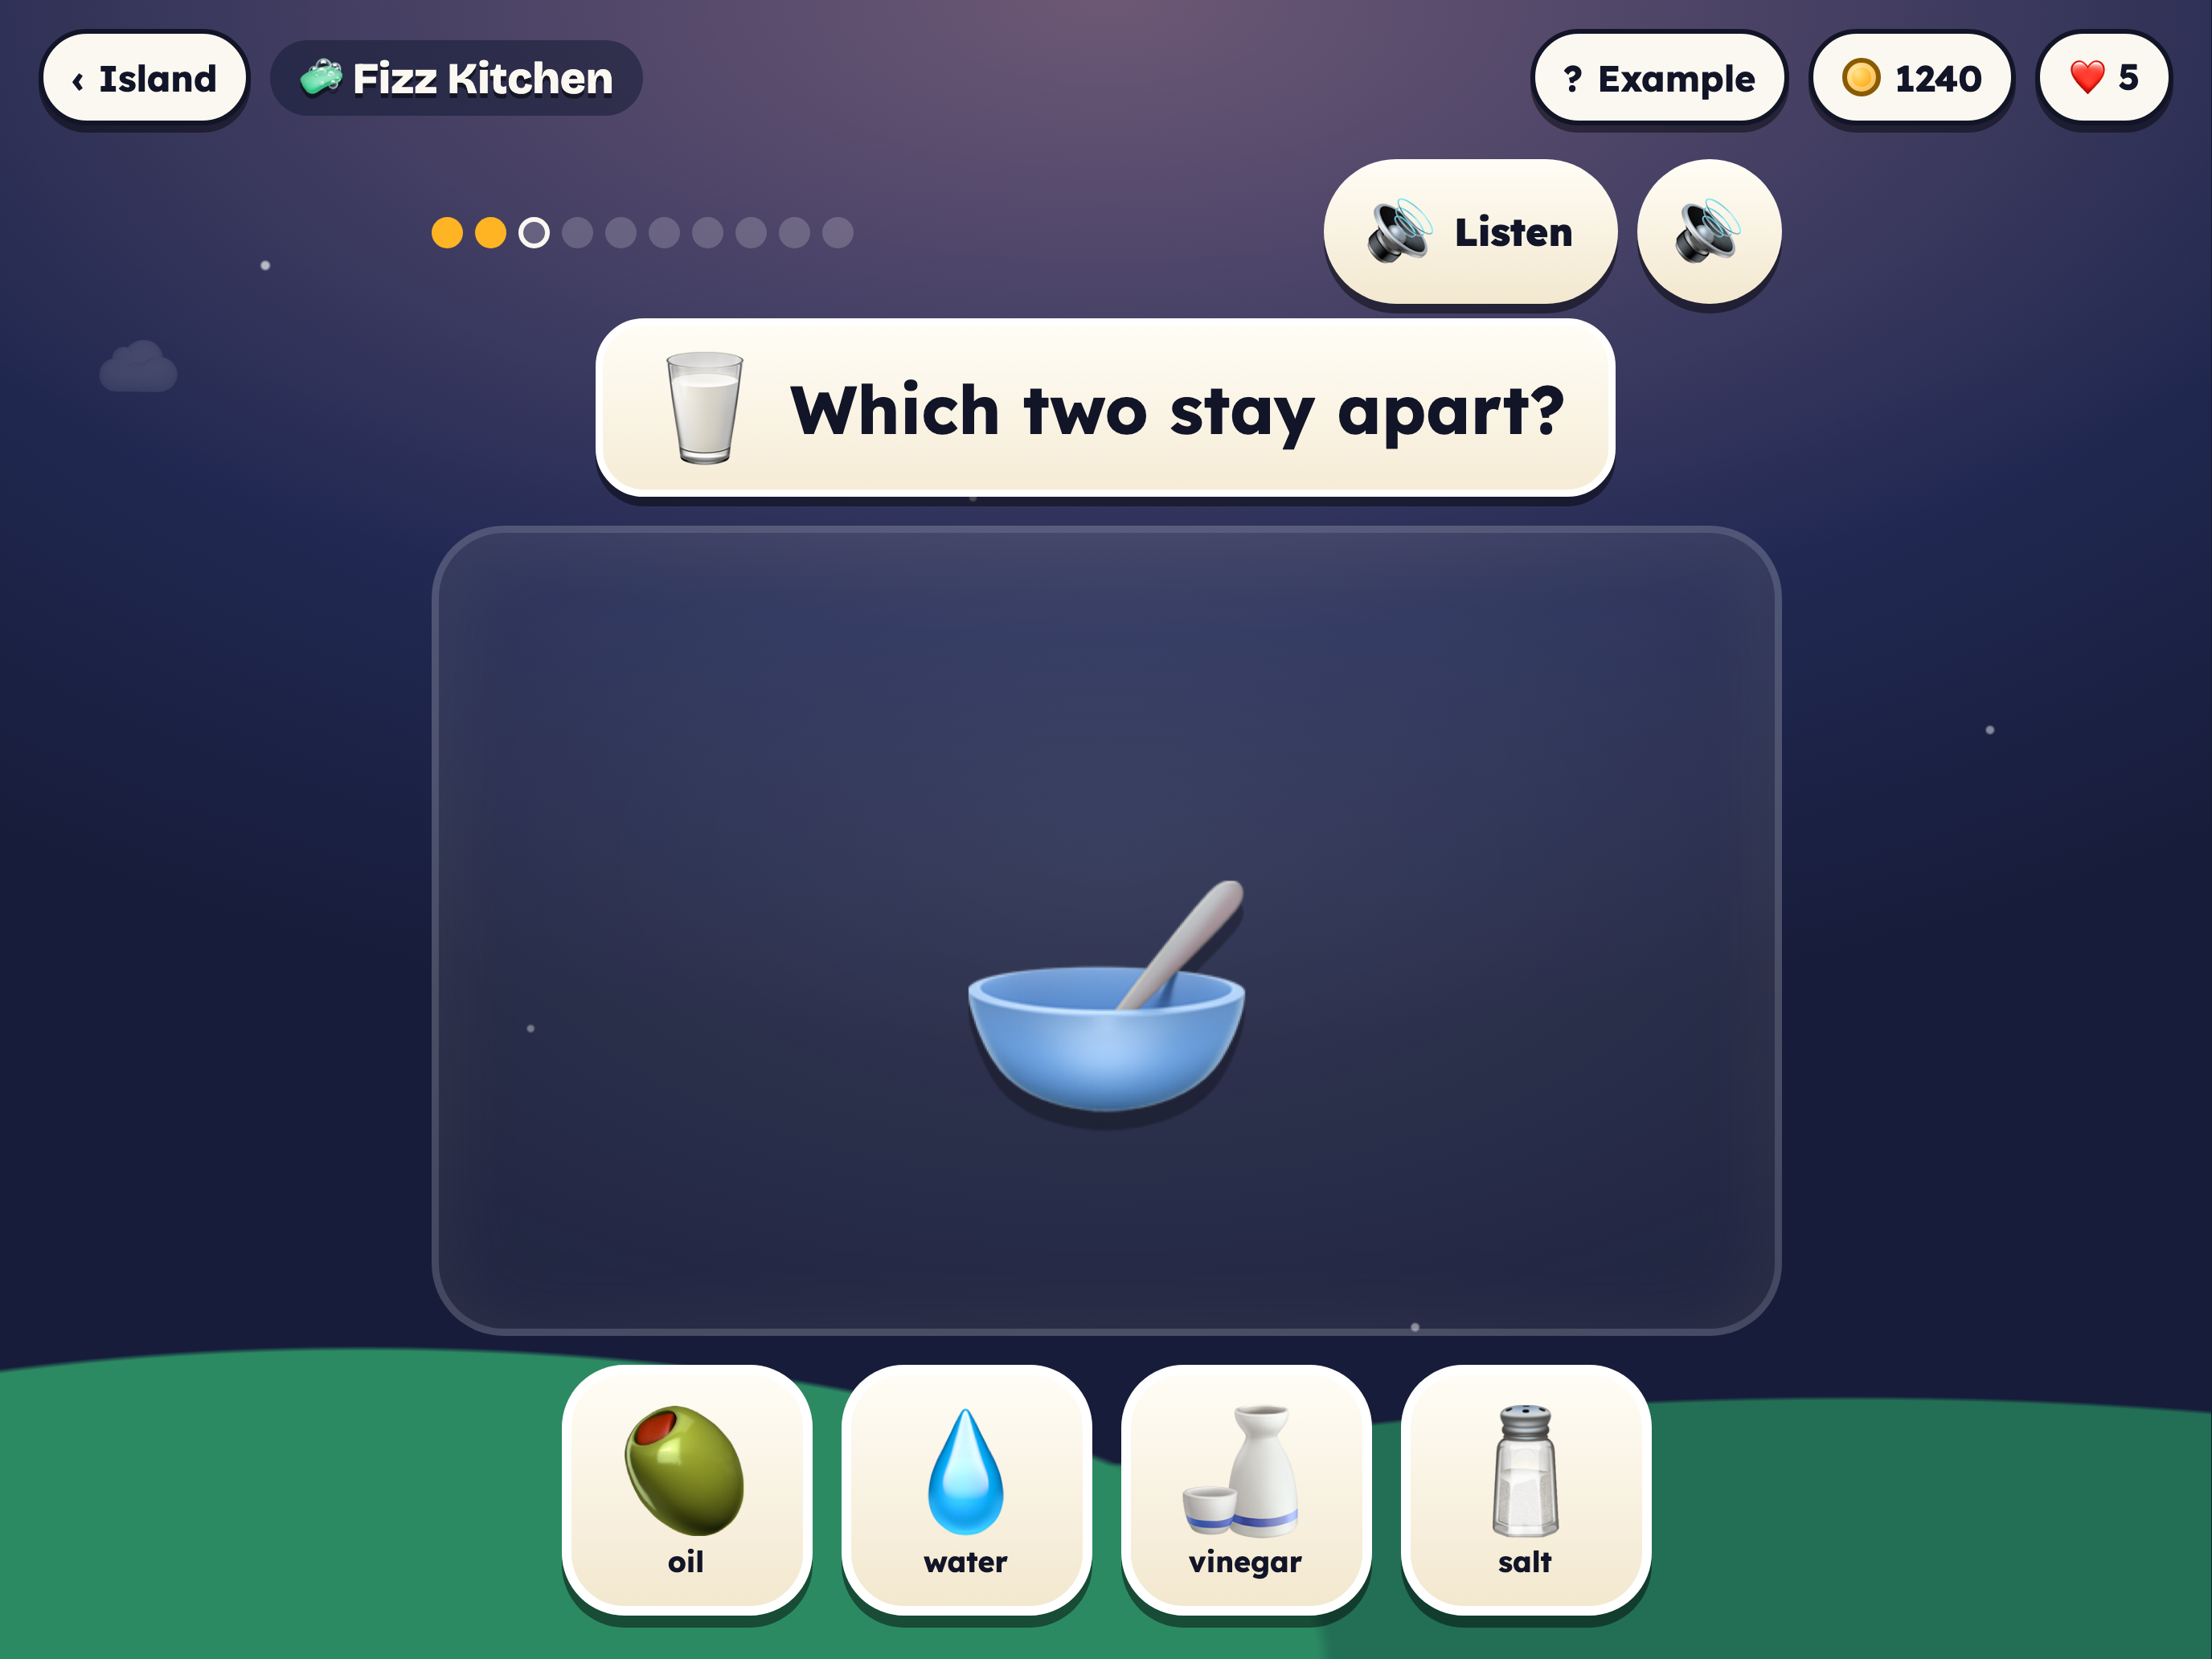 ‹ Island
Fizz Kitchen
? Example
1240
5
Listen
Which two stay apart?
oil
water
vinegar
salt